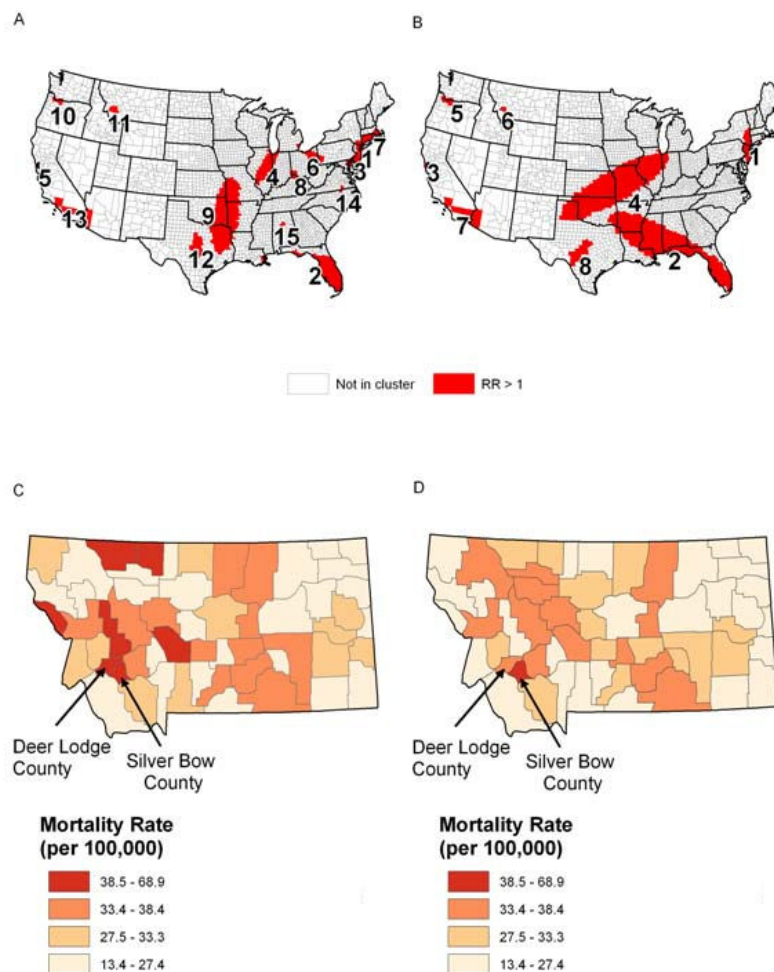 A
B
10
11
5
13
12
9
4
8
6
15
14
3
1
7
2
5
6
3
7
8
4
2
1
Not in cluster
RR > 1
C
D
Deer Lodge
County
Silver Bow
County
Deer Lodge
County
Silver Bow
County
Mortality Rate
(per 100,000)
38.5 - 68.9
33.4 - 38.4
27.5 - 33.3
13.4 - 27.4
Mortality Rate
(per 100,000)
38.5 - 68.9
33.4 - 38.4
27.5 - 33.3
13.4 - 27.4